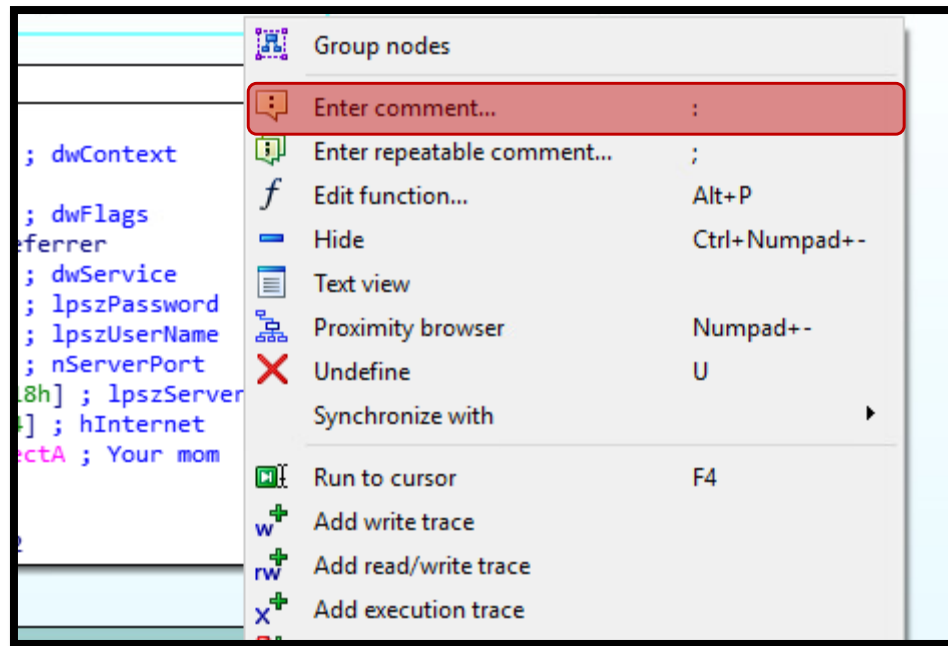 Group nodes
Enter comment... :
; dwContext Enter repeatable comment... ;
Edit function... Alt+P
; dwFlags
eferrer Hide Ctrl+Numpad+-
; dwService Text view
; lpszPassword
; lpszUserName Proximity browser Numpad+-
; nServerPort Undefine U
18h] ; lpszServer
4] ; hInternet Synchronize with
ectA ; Your mom
Run to cursor F4
w Add write trace
rw Add read/write trace
x Add execution trace